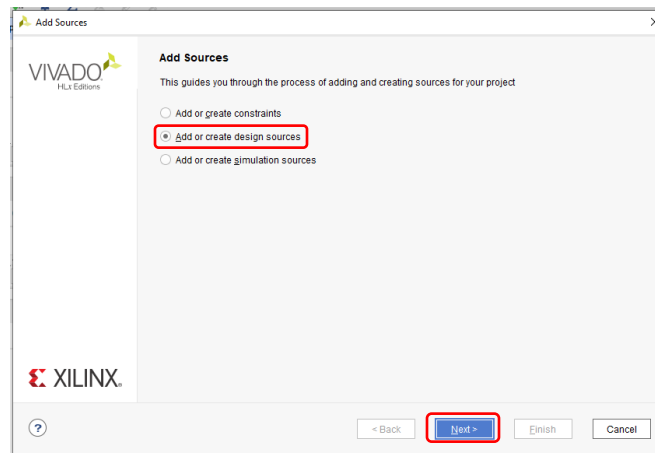 Add Sources
VIVADO
HLx Editions
Add Sources
This guides you through the process of adding and creating sources for your project
Add or create constraints
Add or create design sources
Add or create simulation sources
XILINX.
?
< Back
Next >
Finish
Cancel